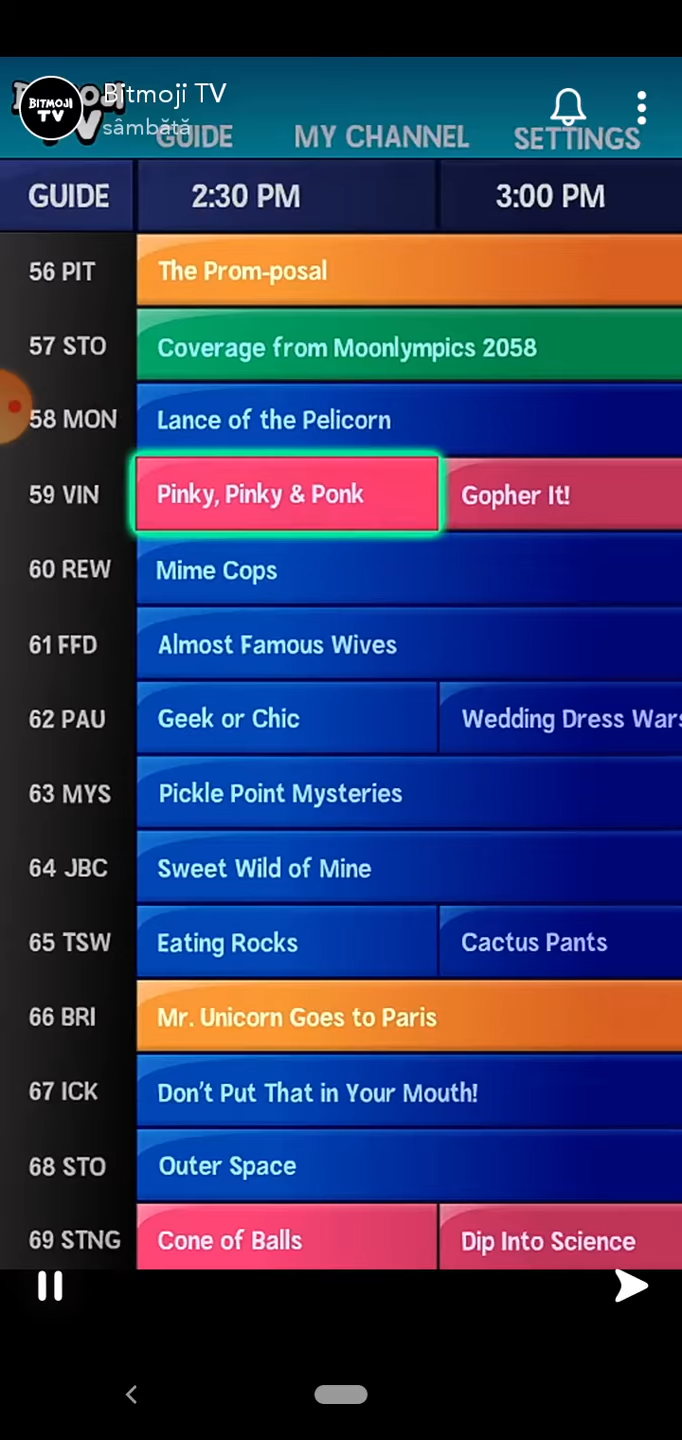 BITMOJI
TV
Bitmoji TV
sâmbătă
GUIDE MY CHANNEL SETTINGS
GUIDE 2:30 PM 3:00 PM
56 PIT The Prom-posal
57 STO Coverage from Moonlympics 2058
58 MON Lance of the Pelicorn
59 VIN Pinky, Pinky & Ponk Gopher It!
60 REW Mime Cops
61 FFD Almost Famous Wives
62 PAU Geek or Chic Wedding Dress Wars
63 MYS Pickle Point Mysteries
64 JBC Sweet Wild of Mine
65 TSW Eating Rocks Cactus Pants
66 BRI Mr. Unicorn Goes to Paris
67 ICK Don't Put That in Your Mouth!
68 STO Outer Space
69 STNG Cone of Balls Dip Into Science